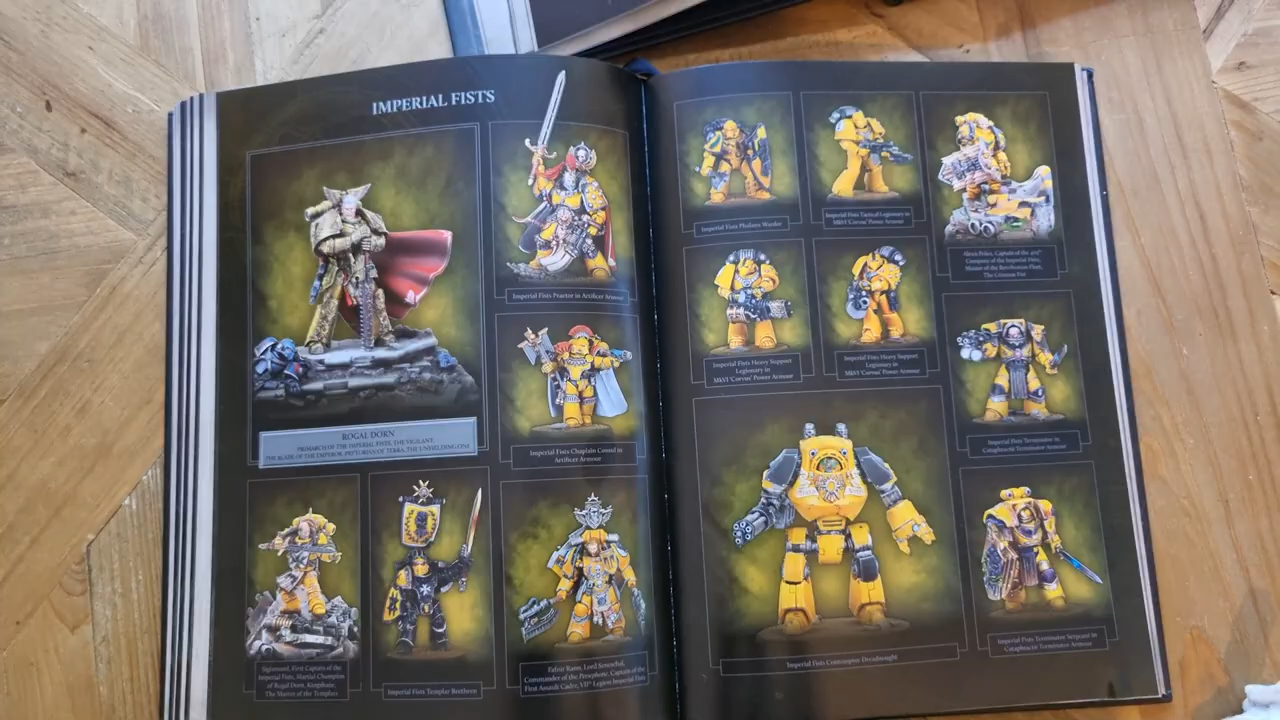 IMPERIAL FISTS
ROGAL DORN
PRIMARCH OF THE IMPERIAL FISTS, THE VIGILANT,
THE BLADE OF THE EMPEROR, PRÆTORIAN OF TERRA, THE UNYIELDING ONE
Imperial Fists Praetor in Artificer Armour
Imperial Fists Chaplain Consul in
Artificer Armour
Sigismund, First Captain of the
Imperial Fists, Martial Champion
of Rogal Dorn,
The Master of the Templars
Imperial Fists Templar Brethren
Fafnir Rann, Lord Seneschal,
Commander of the Persephone, Captain of the
First Assault Cadre, VIIth Legion Imperial Fists
Imperial Fists Phalanx Warder
Imperial Fists Tactical Legionary in
MkVI 'Corvus' Power Armour
Alexis Polux, Captain of the 405th
Company of the Imperial Fists,
Master of the Retribution Fleet,
The Crimson Fist
Imperial Fists Heavy Support
Legionary in
MkVI 'Corvus' Power Armour
Imperial Fists Heavy Support
Legionary in
MkVI 'Corvus' Power Armour
Imperial Fists Terminator in
Cataphractii Terminator Armour
Imperial Fists Contemptor Dreadnought
Imperial Fists Terminator Sergeant in
Cataphractii Terminator Armour